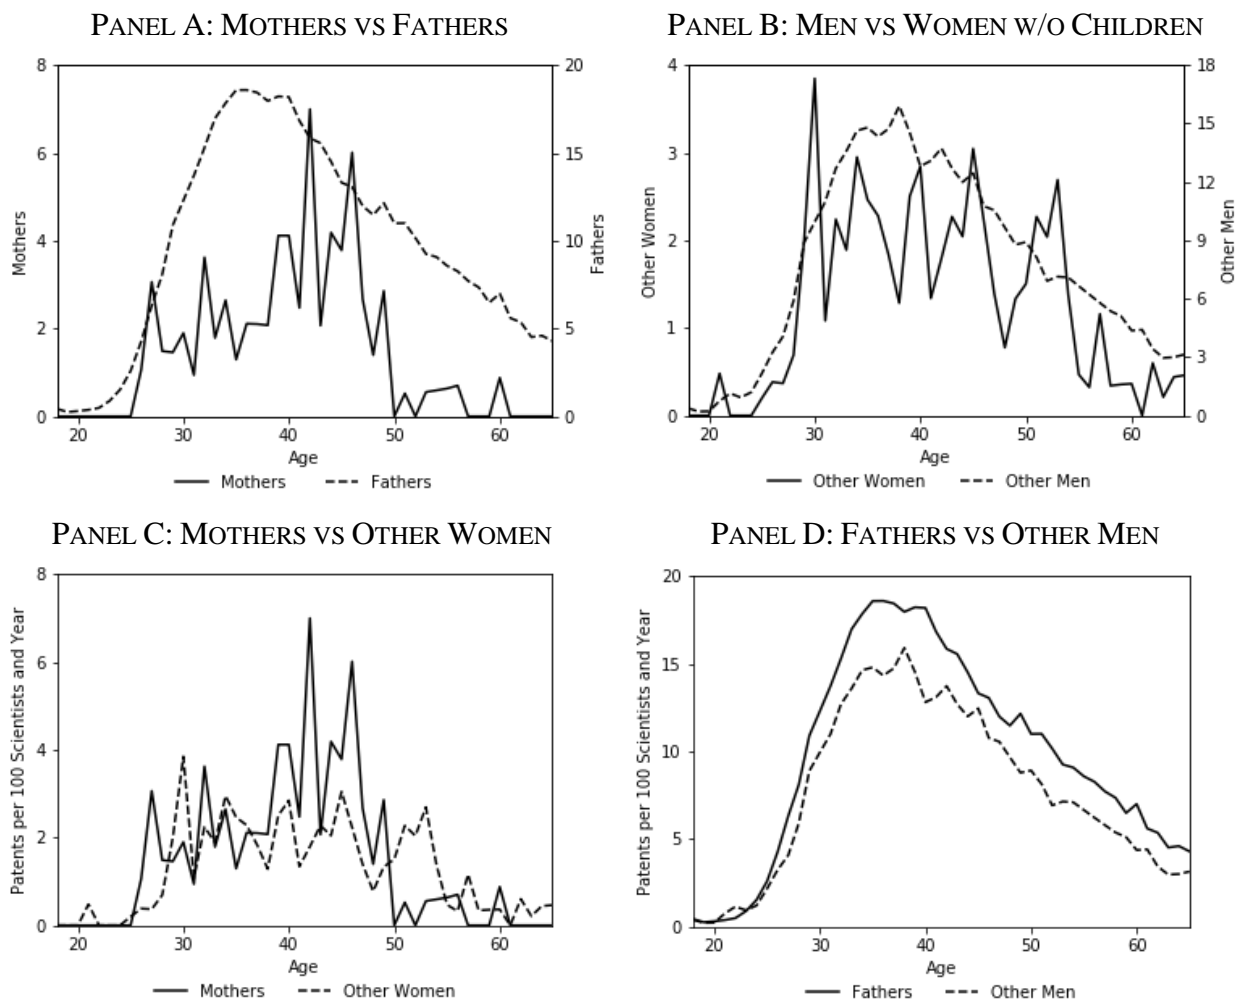 PANEL A: MOTHERS VS FATHERS
8
6
4
2
0
Mothers
20
15
10
5
0
Fathers
20 30 40 50 60
Age
Mothers Fathers
PANEL B: MEN VS WOMEN W/O CHILDREN
4
3
2
1
0
Other Women
18
15
12
9
6
3
0
Other Men
20 30 40 50 60
Age
Other Women Other Men
PANEL C: MOTHERS VS OTHER WOMEN
8
6
4
2
0
Patents per 100 Scientists and Year
20 30 40 50 60
Age
Mothers Other Women
PANEL D: FATHERS VS OTHER MEN
20
15
10
5
0
Patents per 100 Scientists and Year
20 30 40 50 60
Age
Fathers Other Men